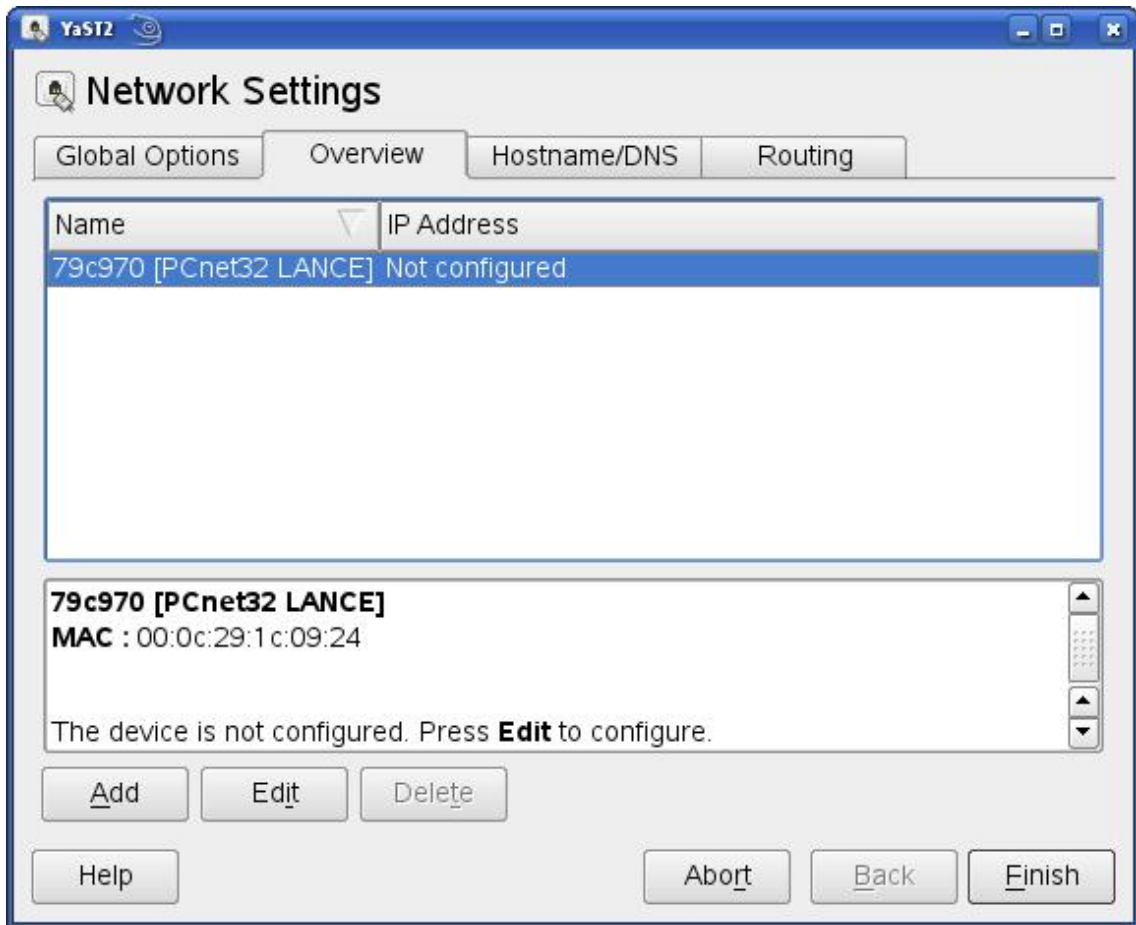 YaST2
Network Settings
Global Options Overview Hostname/DNS Routing
Name IP Address
79c970 [PCnet32 LANCE] Not configured
79c970 [PCnet32 LANCE]
MAC : 00:0c:29:1c:09:24
The device is not configured. Press Edit to configure.
Add Edit Delete
Help Abort Back Finish